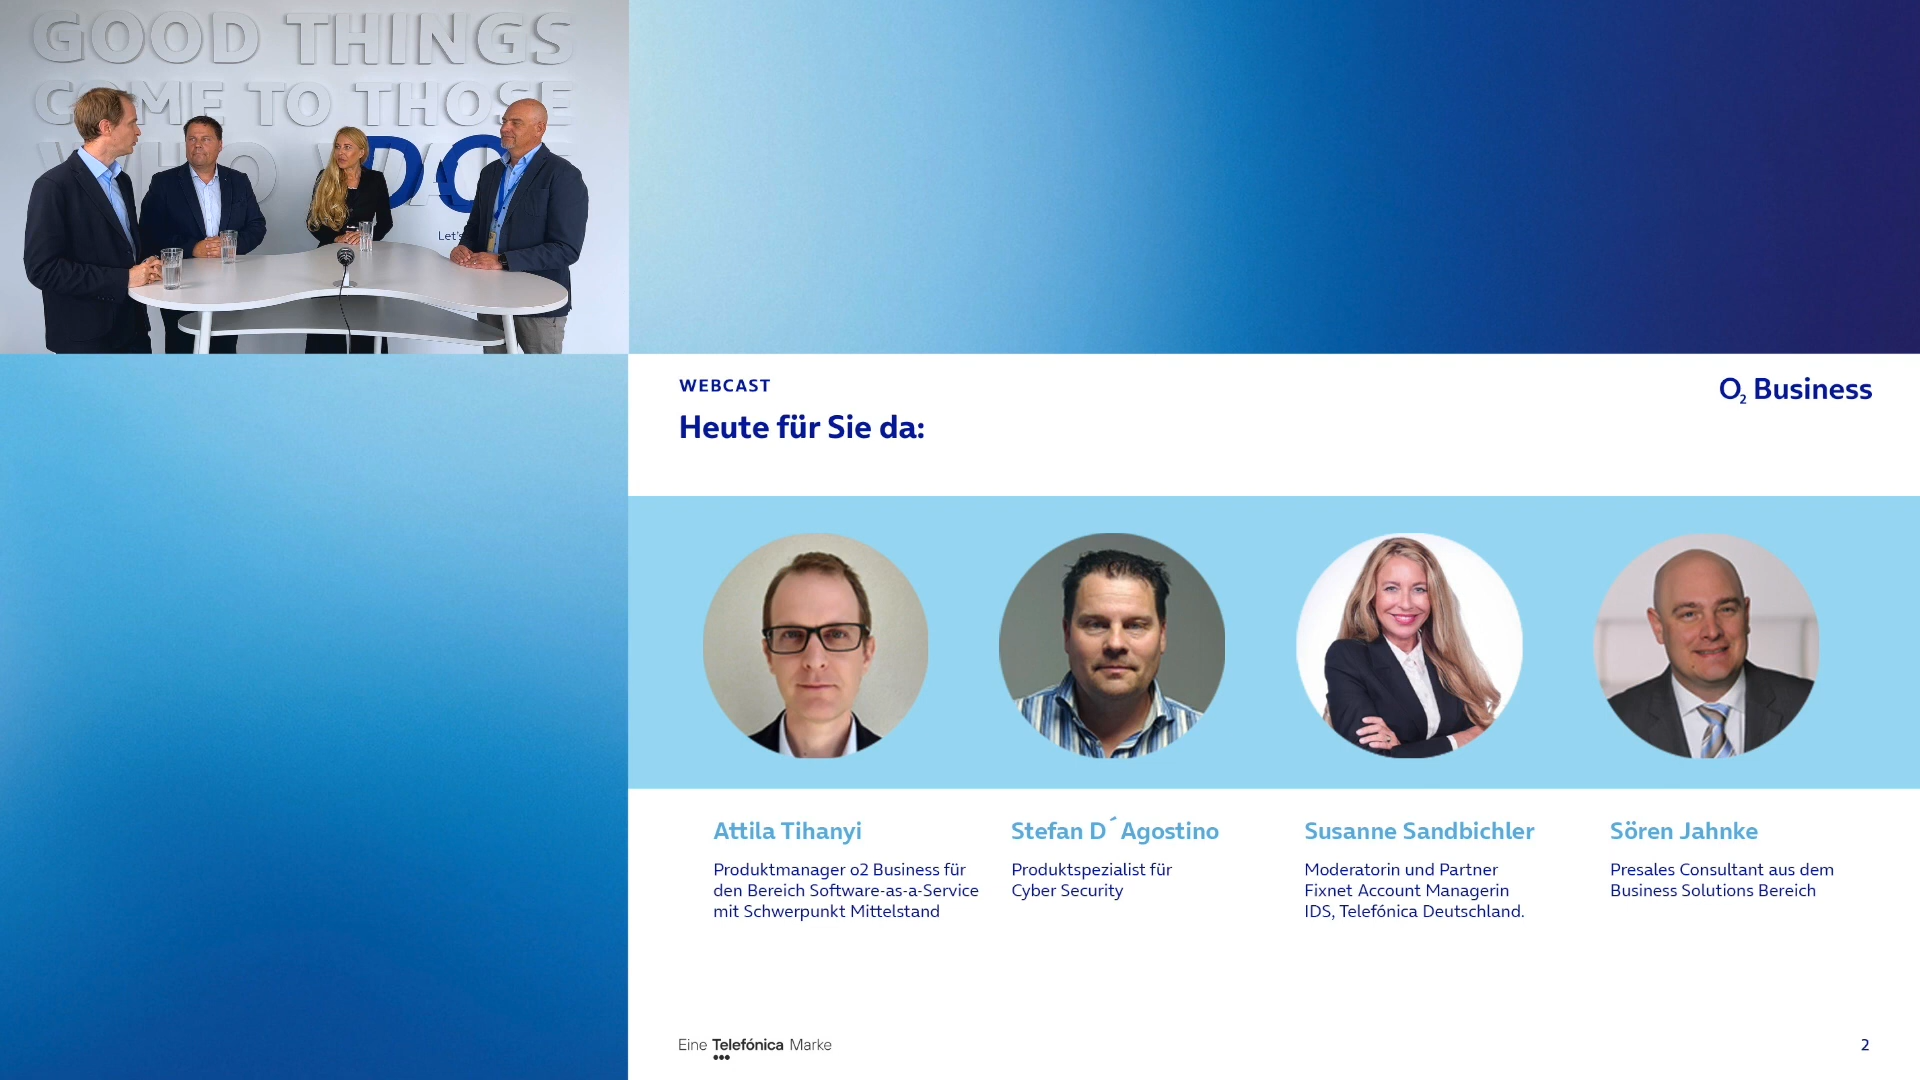 GOOD THINGS
COME TO THOSE
WHO
DO
Let's
WEBCAST
Heute für Sie da:
O₂ Business
Attila Tihanyi
Produktmanager o2 Business für
den Bereich Software-as-a-Service
mit Schwerpunkt Mittelstand
Stefan D´Agostino
Produktspezialist für
Cyber Security
Susanne Sandbichler
Moderatorin und Partner
Fixnet Account Managerin
IDS, Telefónica Deutschland.
Sören Jahnke
Presales Consultant aus dem
Business Solutions Bereich
Eine Telefónica Marke
2